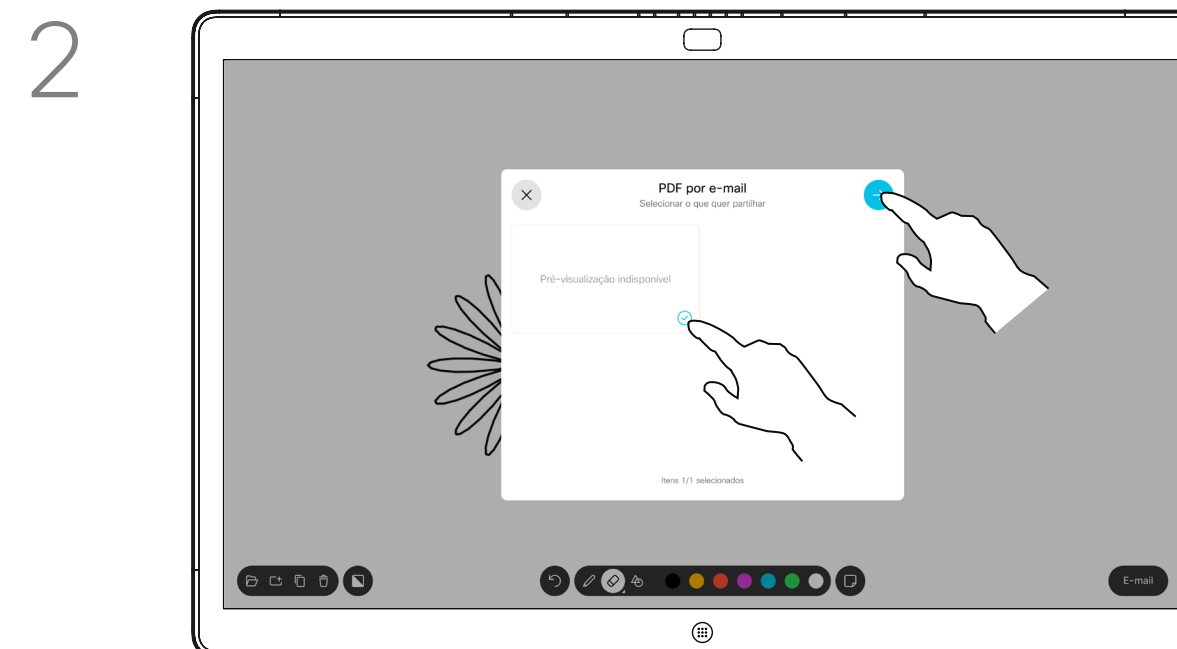 2
PDF por e-mail
Selecionar o que quer partilhar
Pré-visualização indisponível
Itens 1/1 selecionados
E-mail